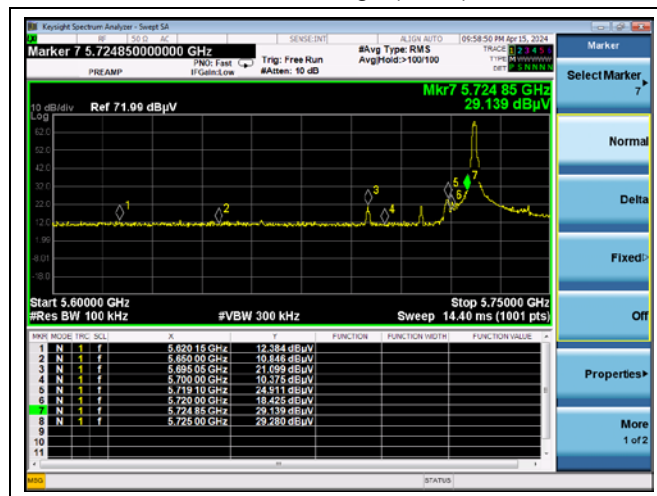 Keysight Spectrum Analyzer - Swept SA
RF 50 Ω AC SENSE:INT ALIGN AUTO 09:58:50 PM Apr 15, 2024
Marker 7 5.724850000000 GHz
PREAMP
PNO: Fast
IFGain:Low
Trig: Free Run
#Atten: 10 dB
#Avg Type: RMS
Avg|Hold:>100/100
TRACE 1 2 3 4 5 6
TYPE M WWWWW
DET P S N N N N
Mkr7 5.724 85 GHz
29.139 dBµV
10 dB/div Ref 71.99 dBµV
Log
62.0
52.0
42.0
32.0
22.0
12.0
1.99
-8.01
-18.0
1
2
3
4
5
6
7
Start 5.60000 GHz
Stop 5.75000 GHz
#Res BW 100 kHz #VBW 300 kHz Sweep 14.40 ms (1001 pts)
MKR MODE TRC SCL X Y FUNCTION FUNCTION WIDTH FUNCTION VALUE
1 N 1 f 5.620 15 GHz 12.384 dBµV
2 N 1 f 5.650 00 GHz 10.846 dBµV
3 N 1 f 5.695 05 GHz 21.099 dBµV
4 N 1 f 5.700 00 GHz 10.375 dBµV
5 N 1 f 5.719 10 GHz 24.911 dBµV
6 N 1 f 5.720 00 GHz 18.425 dBµV
7 N 1 f 5.724 85 GHz 29.139 dBµV
8 N 1 f 5.725 00 GHz 29.280 dBµV
9
10
11
MSG STATUS
Marker
Select Marker
7
Normal
Delta
Fixed
Off
Properties
More
1 of 2